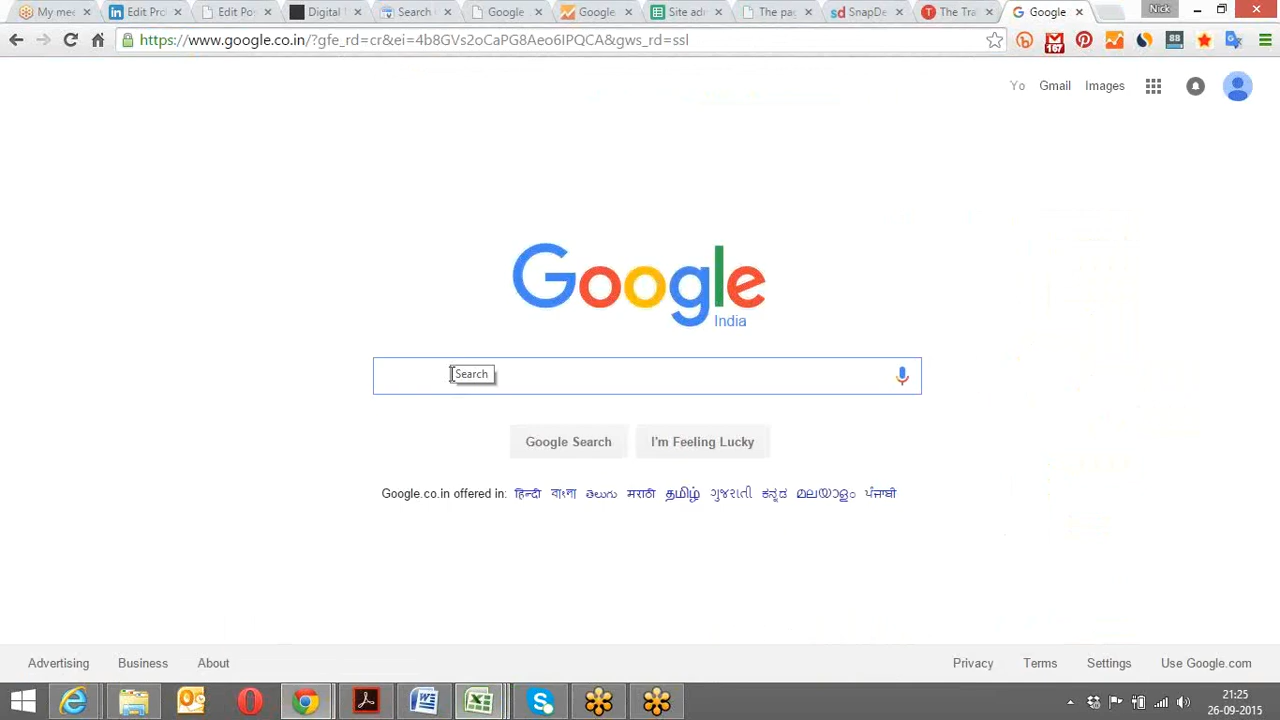 My me
Edit Pro
Edit Po
Digital
Search
Google
Google
Site ad
The pa
SnapDe
The Tra
Google
Nick
https://www.google.co.in/?gfe_rd=cr&ei=4b8GVs2oCaPG8Aeo6IPQCA&gws_rd=ssl
167
88
Yo Gmail Images
Google
India
Search
Google Search I'm Feeling Lucky
Google.co.in offered in: हिन्दी বাংলা తెలుగు मराठी தமிழ் ગુજરાતી ಕನ್ನಡ മലയാളം ਪੰਜਾਬੀ
Advertising Business About Privacy Terms Settings Use Google.com
21:25
26-09-2015